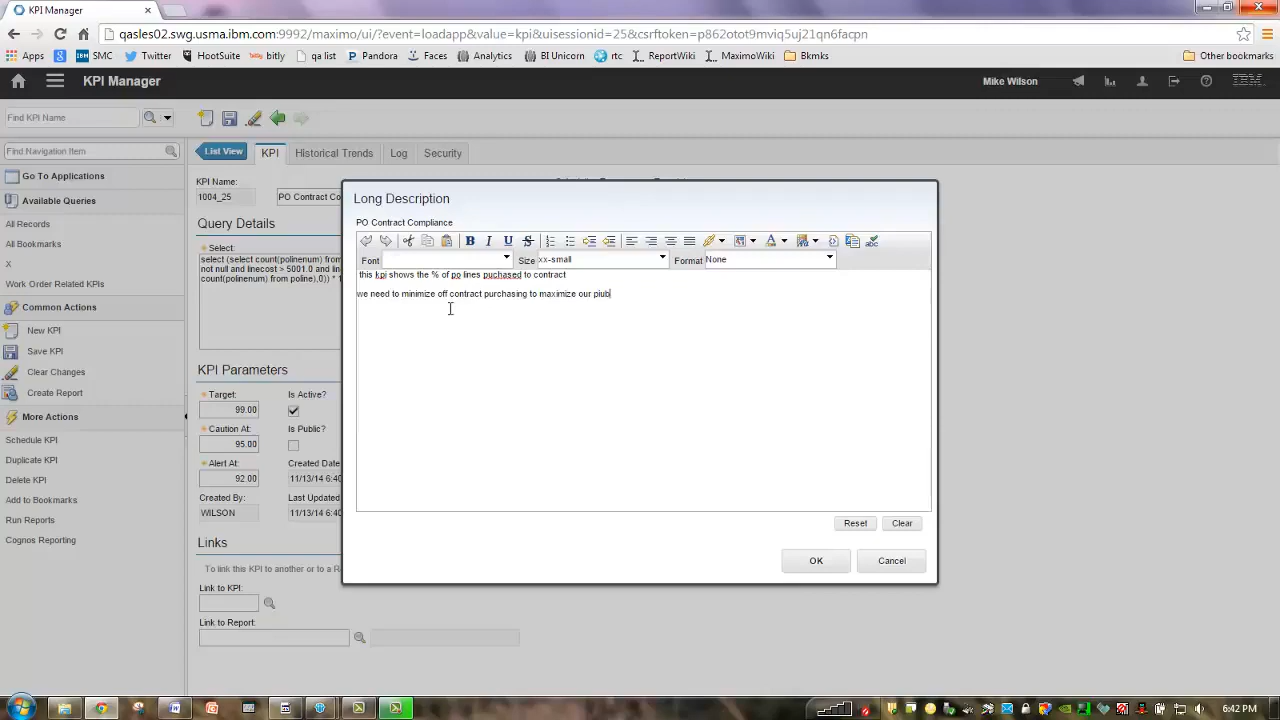 KPI Manager
qasles02.swg.usma.ibm.com:9992/maximo/ui/?event=loadapp&value=kpi&uisessionid=25&csrftoken=p862otot9mviq5uj21qn6facpn
Apps SMC Twitter HootSuite bitly qa list Pandora Faces Analytics BI Unicorn rtc ReportWiki MaximoWiki Bkmks Other bookmarks
KPI Manager Mike Wilson IBM
Find KPI Name
Find Navigation Item
List View KPI Historical Trends Log Security
Go To Applications
Available Queries
All Records
All Bookmarks
X
Work Order Related KPIs
Common Actions
New KPI
Save KPI
Clear Changes
Create Report
More Actions
Schedule KPI
Duplicate KPI
Delete KPI
Add to Bookmarks
Run Reports
Cognos Reporting
KPI Name:
1004_25 PO Contract Co
Query Details
Select:
select (select count(polinenum) from
not null and linecost > 5001.0 and lin
count(polinenum) from poline),0)) * 1
KPI Parameters
Target: Is Active?
99.00
Caution At: Is Public?
95.00
Alert At: Created Date
92.00 11/13/14 6:40
Created By: Last Updated
WILSON 11/13/14 6:4
Links
To link this KPI to another or to a R
Link to KPI:
Link to Report:
Long Description
PO Contract Compliance
Font Size xx-small Format None
this kpi shows the % of po lines puchased to contract
we need to minimize off contract purchasing to maximize our piub
Reset Clear
OK Cancel
6:42 PM